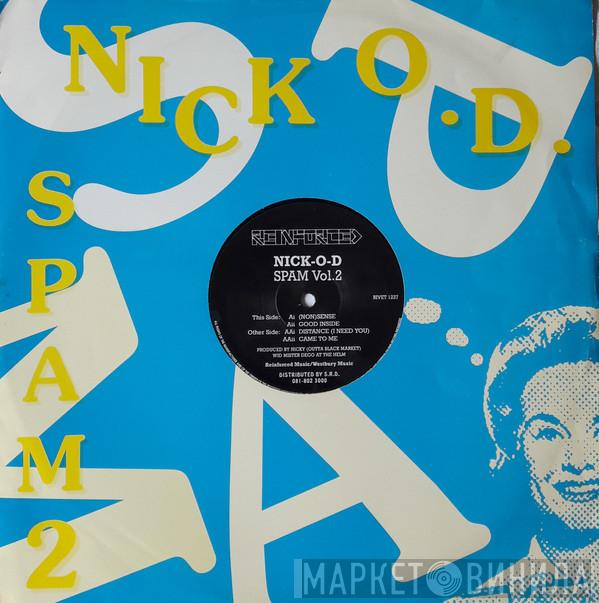 NICK O.D.
SPAM 2
SPAM
REINFORCED
NICK-O-D
SPAM Vol.2
RIVET 1237
This Side: Ai (NON)SENSE
Aii GOOD INSIDE
Other Side: AAi DISTANCE (I NEED YOU)
AAii CAME TO ME
PRODUCED BY NICKY (OUTTA BLACK MARKET)
WID MISTER DEGO AT THE HELM
Reinforced Music/Westbury Music
DISTRIBUTED BY S.R.D.
081-802 3000
МАРКЕТ ВИНИЛА